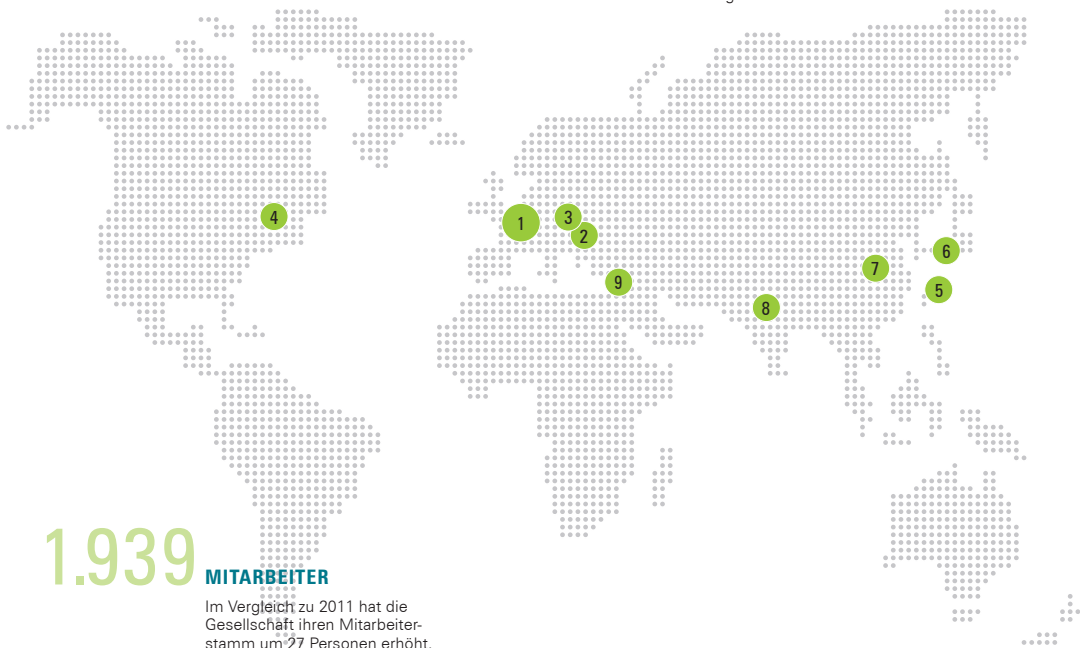 4
1
3
2
9
8
7
6
5
1.939 MITARBEITER
Im Vergleich zu 2011 hat die
Gesellschaft ihren Mitarbeiter-
stamm um 27 Personen erhöht.